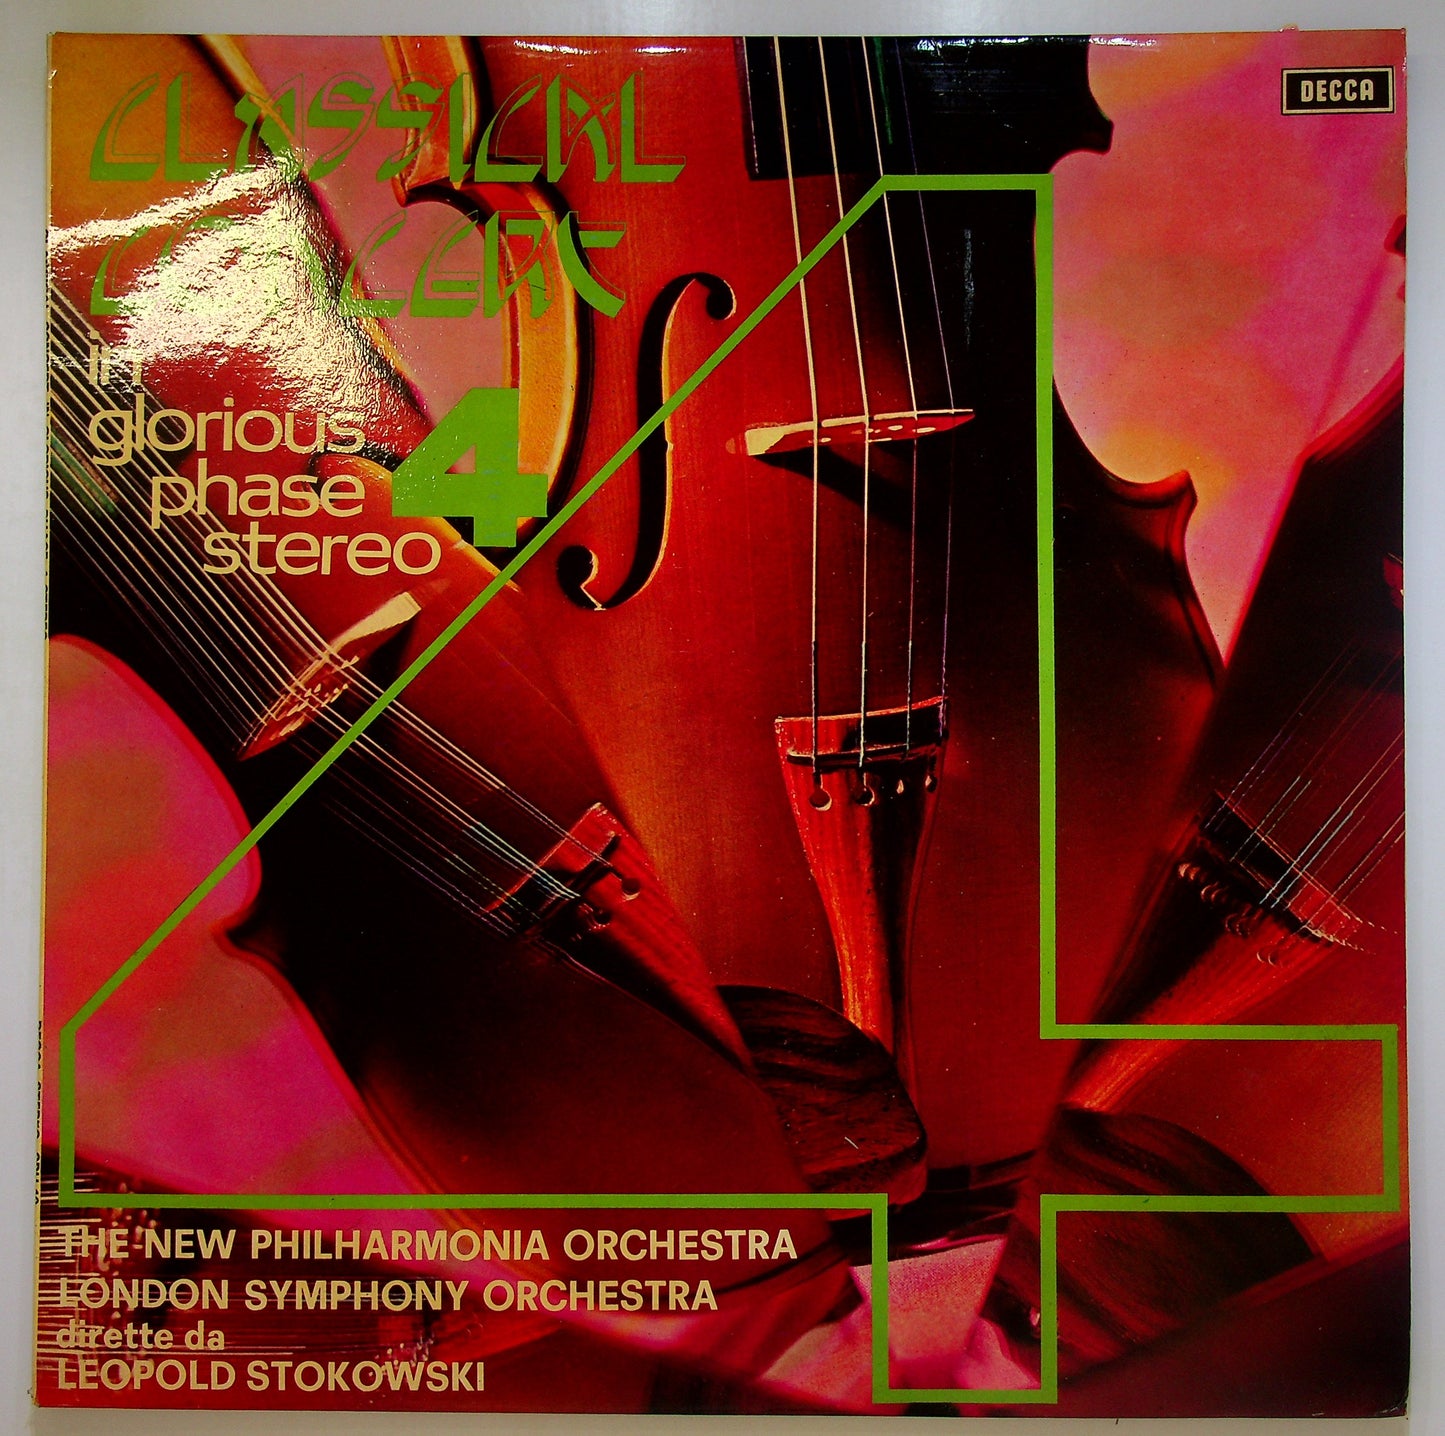 CLASSICAL
CONCERT
DECCA
in
glorious
phase 4
stereo
THE NEW PHILHARMONIA ORCHESTRA
LONDON SYMPHONY ORCHESTRA
dirette da
LEOPOLD STOKOWSKI